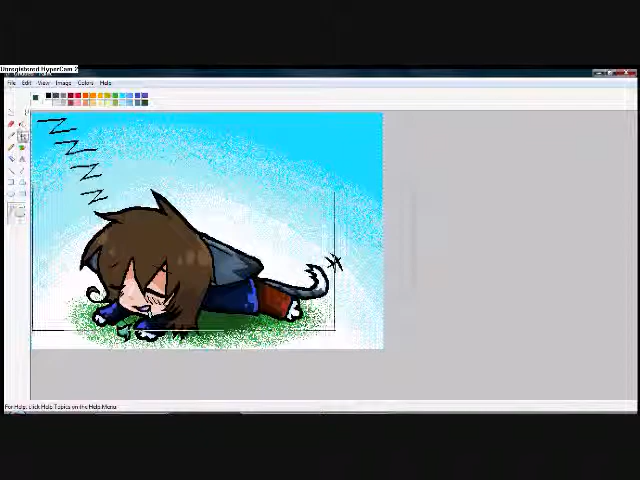 Unregistered HyperCam 2
File Edit View Image Colors Help
Z
Z
Z
Z
For Help, click Help Topics on the Help Menu